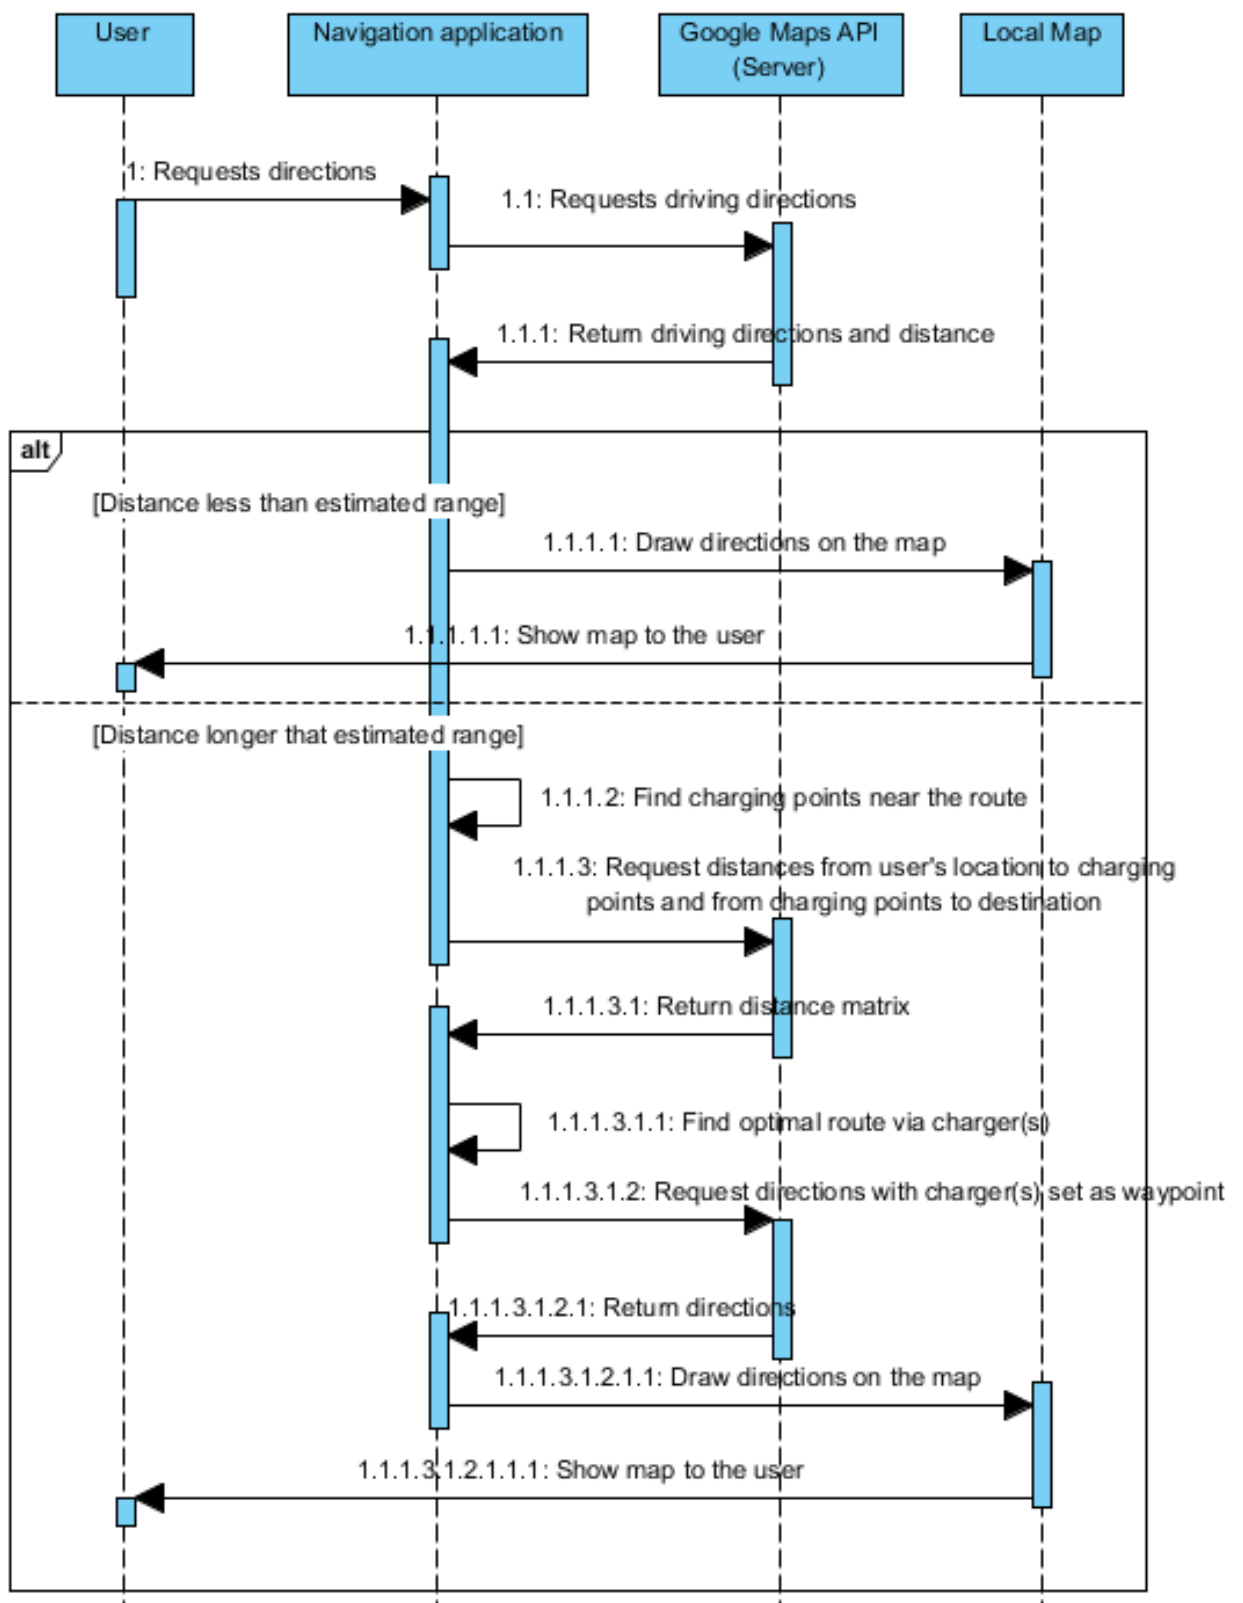 User
Navigation application
Google Maps API
(Server)
Local Map
1: Requests directions
1.1: Requests driving directions
1.1.1: Return driving directions and distance
alt
[Distance less than estimated range]
1.1.1.1: Draw directions on the map
1.1.1.1.1: Show map to the user
[Distance longer that estimated range]
1.1.1.2: Find charging points near the route
1.1.1.3: Request distances from user's location to charging
points and from charging points to destination
1.1.1.3.1: Return distance matrix
1.1.1.3.1.1: Find optimal route via charger(s)
1.1.1.3.1.2: Request directions with charger(s) set as waypoint
1.1.1.3.1.2.1: Return directions
1.1.1.3.1.2.1.1: Draw directions on the map
1.1.1.3.1.2.1.1.1: Show map to the user